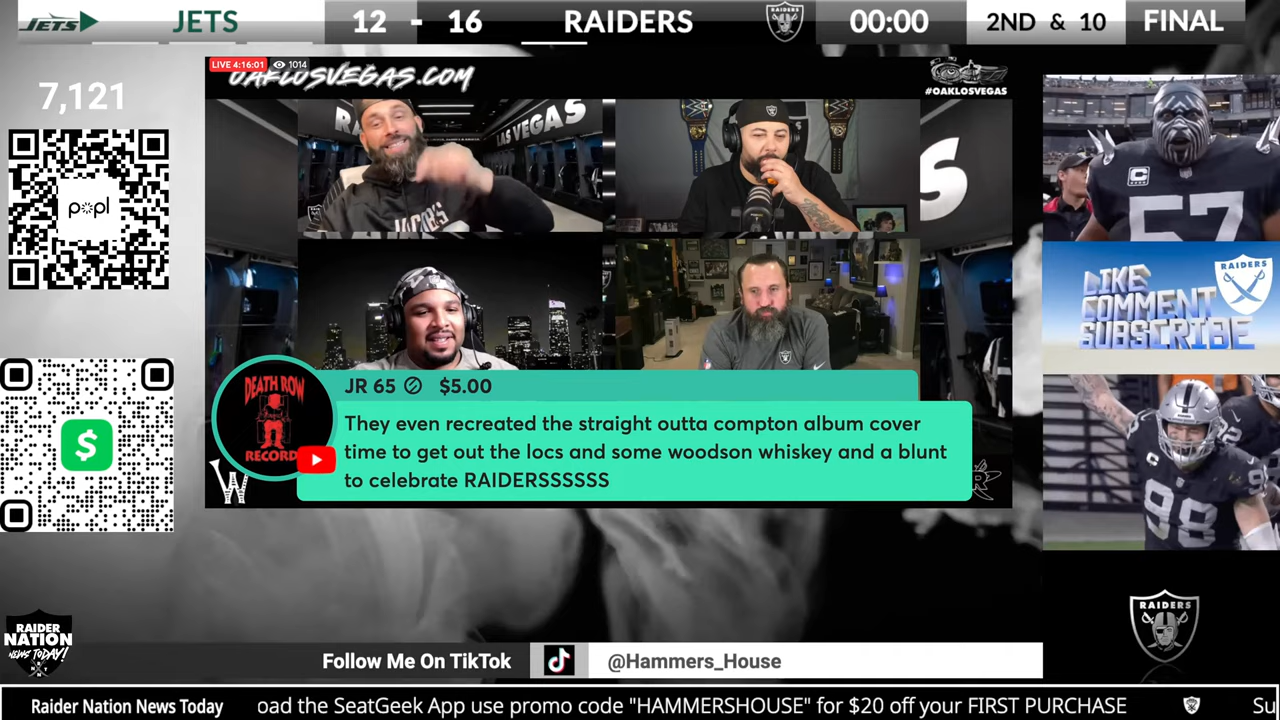 JETS
JETS
12 - 16
RAIDERS
00:00
2ND & 10
FINAL
LIVE 4:16:01
1014
OAKLOSVEGAS.COM
#OAKLOSVEGAS
7,121
popl
LAS VEGAS
C
57
LIKE
COMMENT
SUBSCRIBE
RAIDERS
C
98
JR 65 $5.00
DEATH ROW
RECORDS
They even recreated the straight outta compton album cover
time to get out the locs and some woodson whiskey and a blunt
to celebrate RAIDERSSSSSS
$
RAIDERS
RAIDER
NATION
NEWS TODAY!
Follow Me On TikTok
@Hammers_House
Raider Nation News Today
oad the SeatGeek App use promo code "HAMMERSHOUSE" for $20 off your FIRST PURCHASE
Su